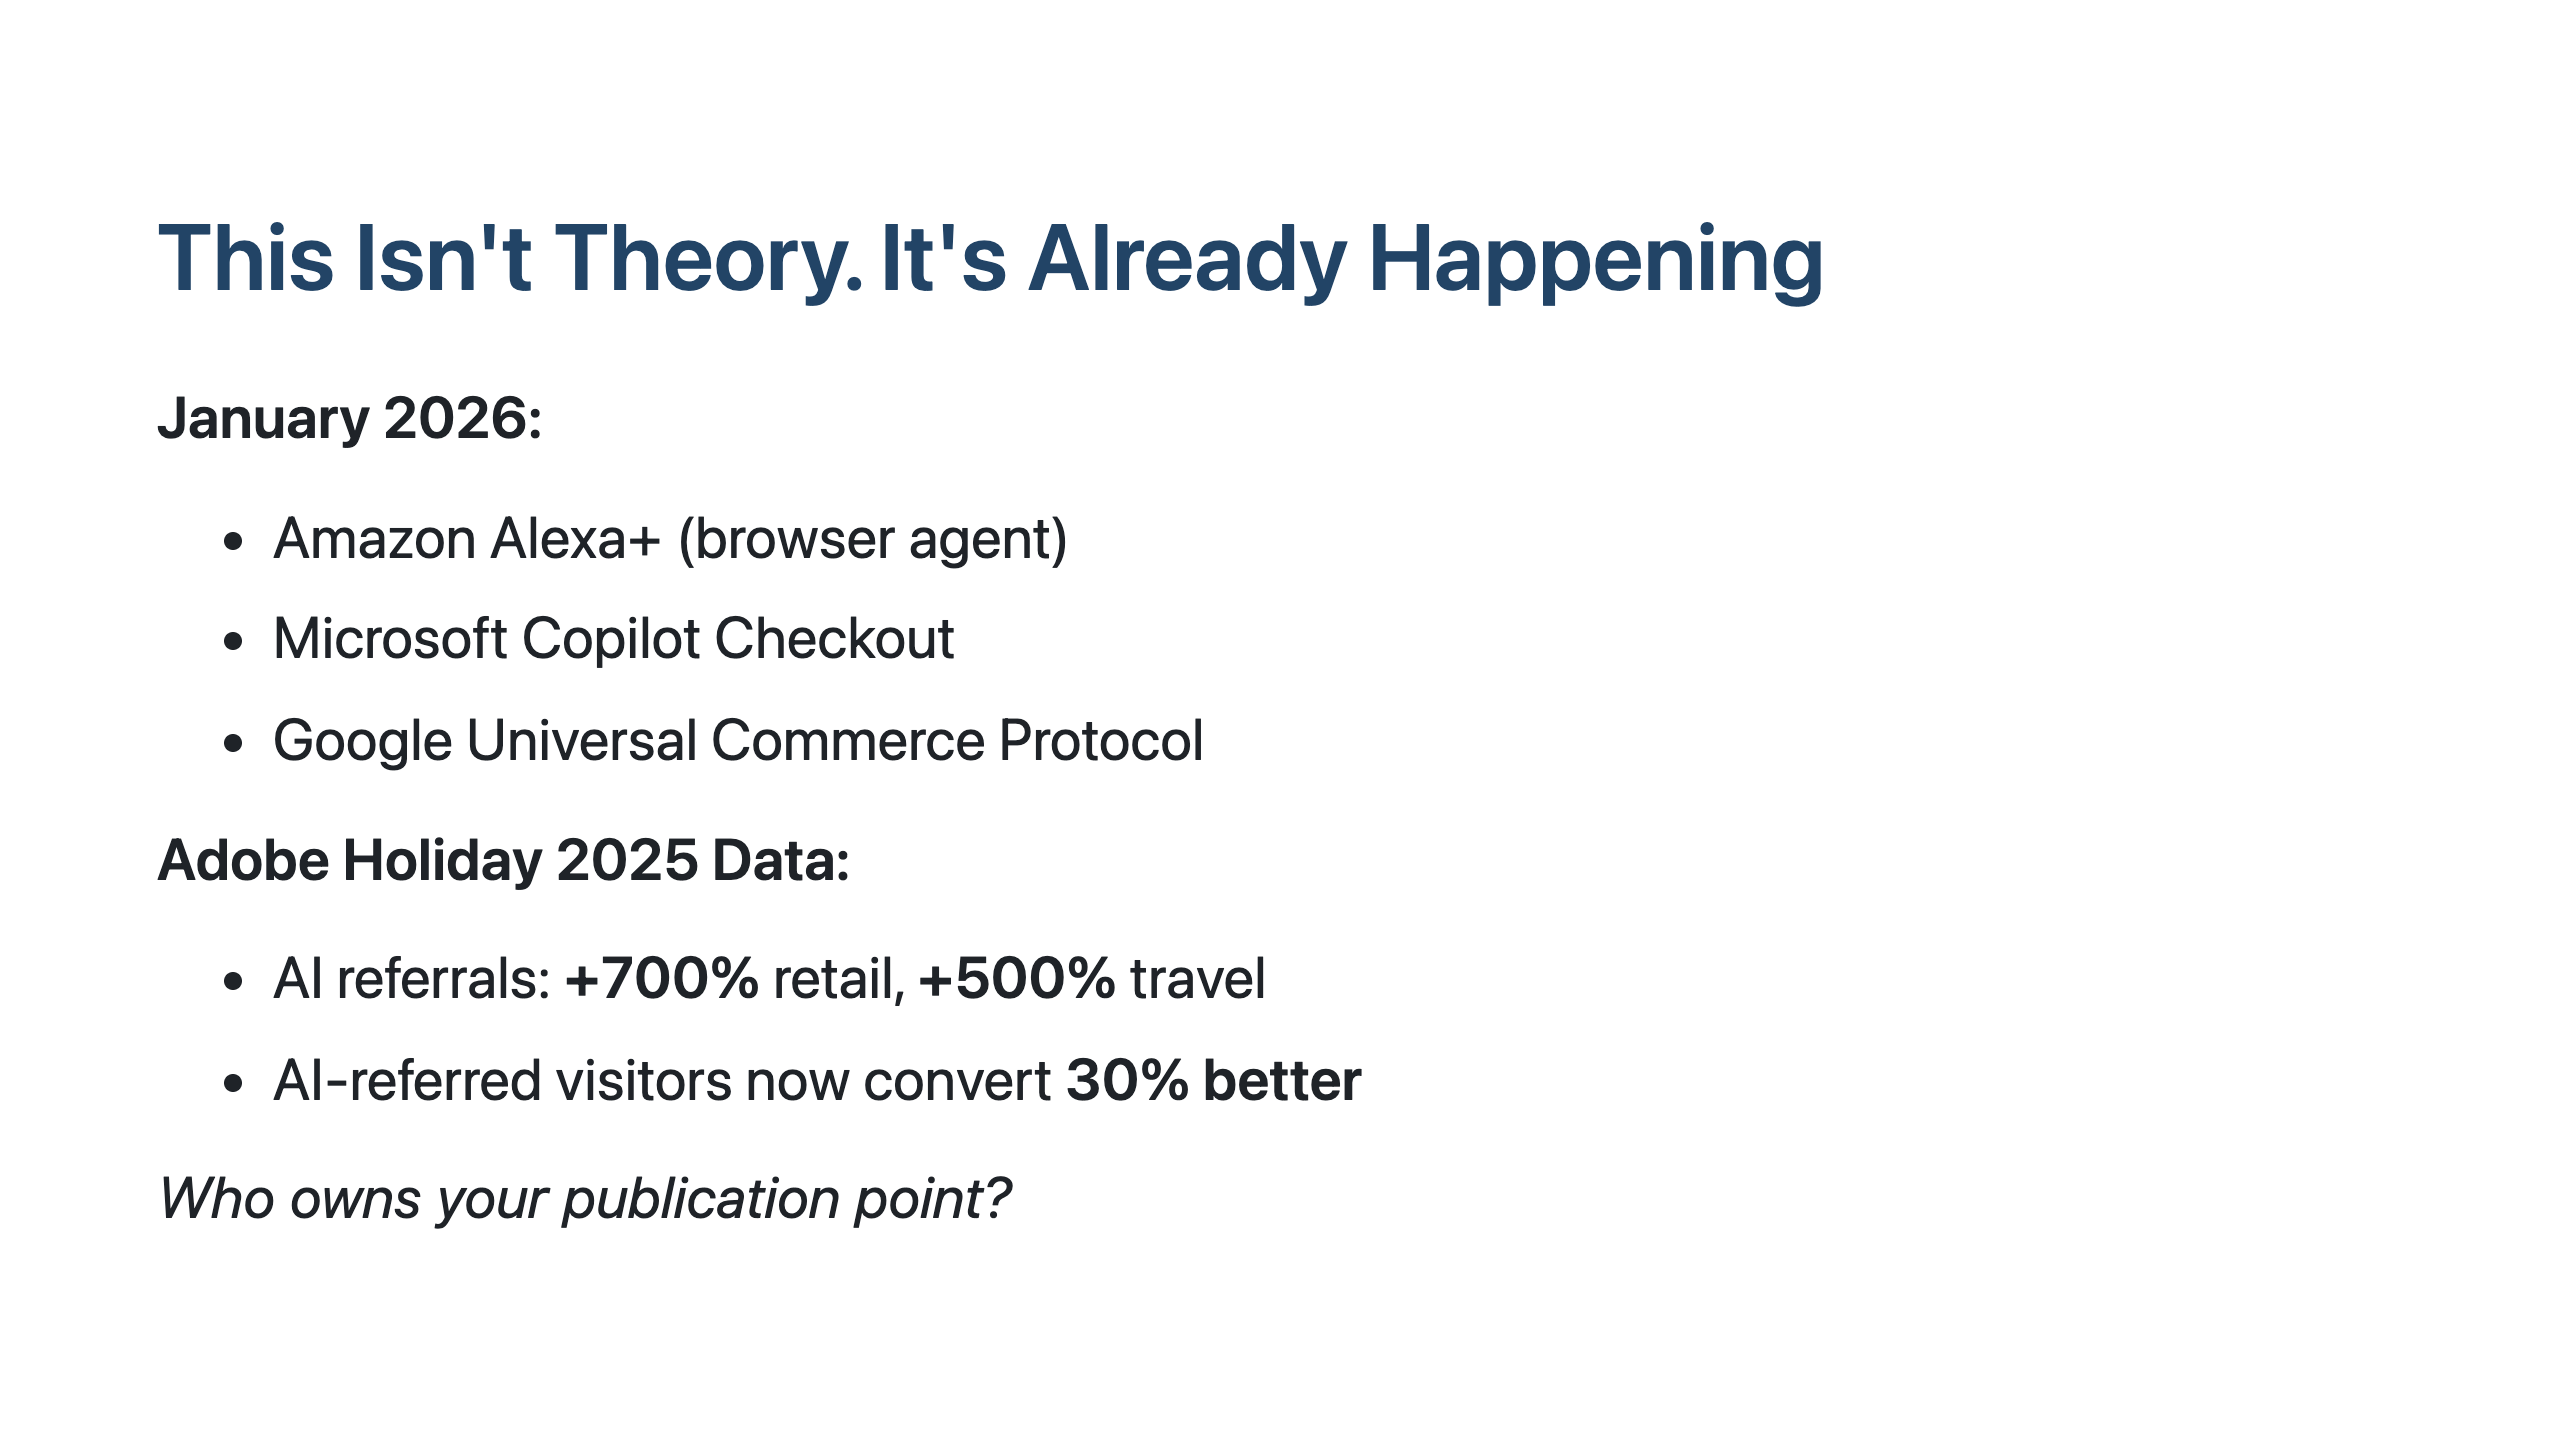 This Isn't Theory. It's Already Happening
January 2026:
• Amazon Alexa+ (browser agent)
• Microsoft Copilot Checkout
• Google Universal Commerce Protocol
Adobe Holiday 2025 Data:
• AI referrals: +700% retail, +500% travel
• AI-referred visitors now convert 30% better
Who owns your publication point?